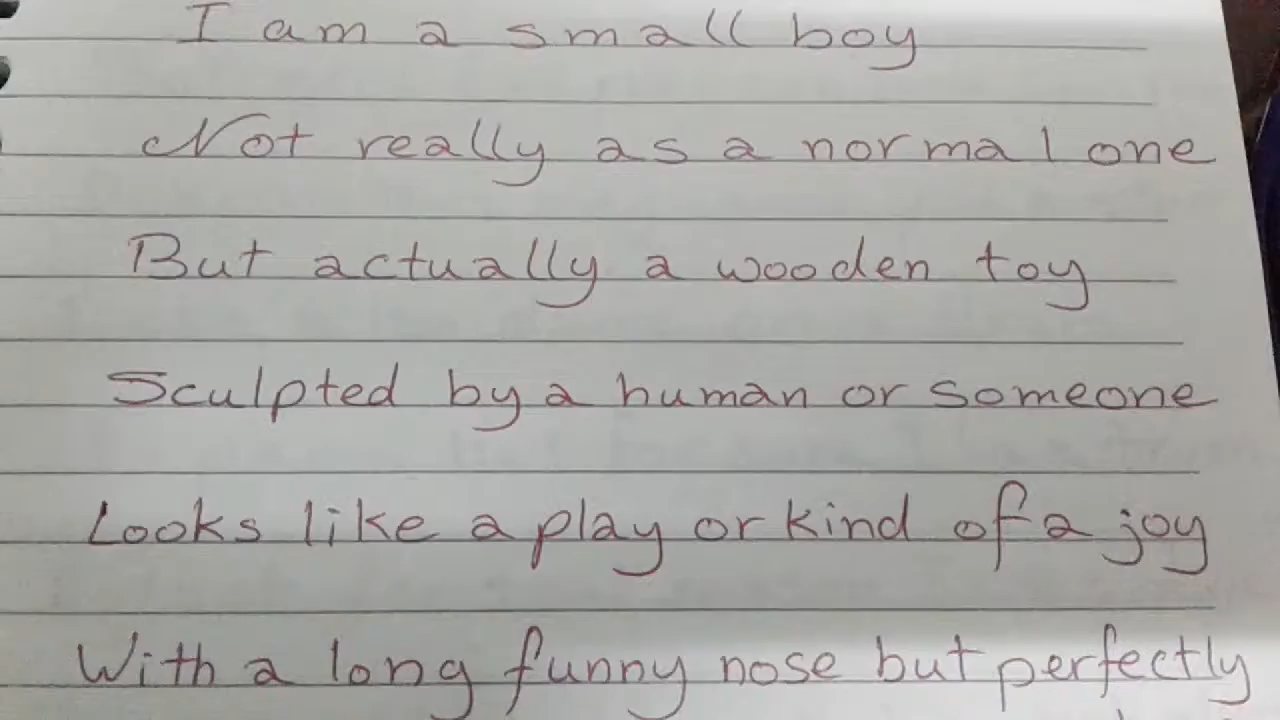 I am a small boy
Not really as a normal one
But actually a wooden toy
Sculpted by a human or someone
Looks like a play or kind of a joy
With a long funny nose but perfectly